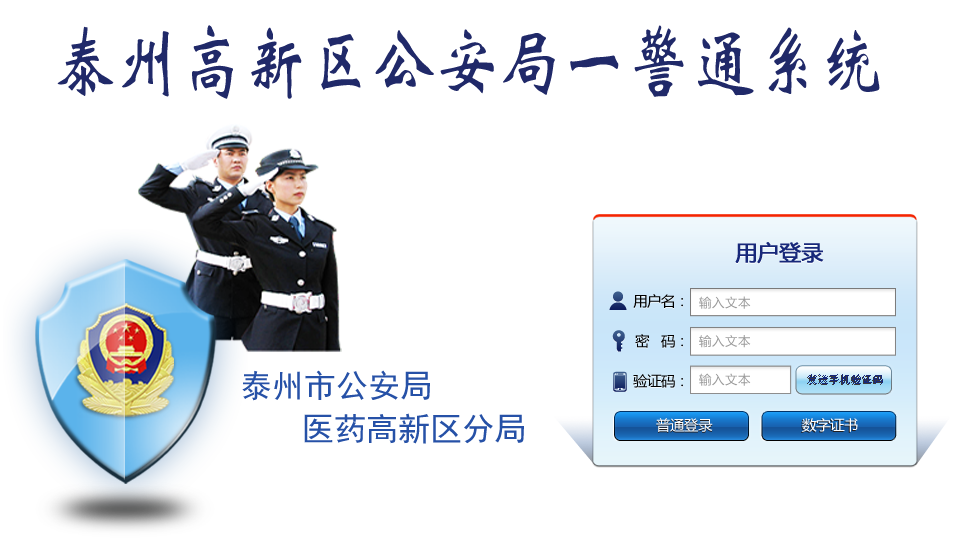 泰州高新区公安局一警通系统
泰州市公安局
医药高新区分局
用户登录
用户名： 输入文本
密 码： 输入文本
验证码： 输入文本 发送手机验证码
普通登录 数字证书